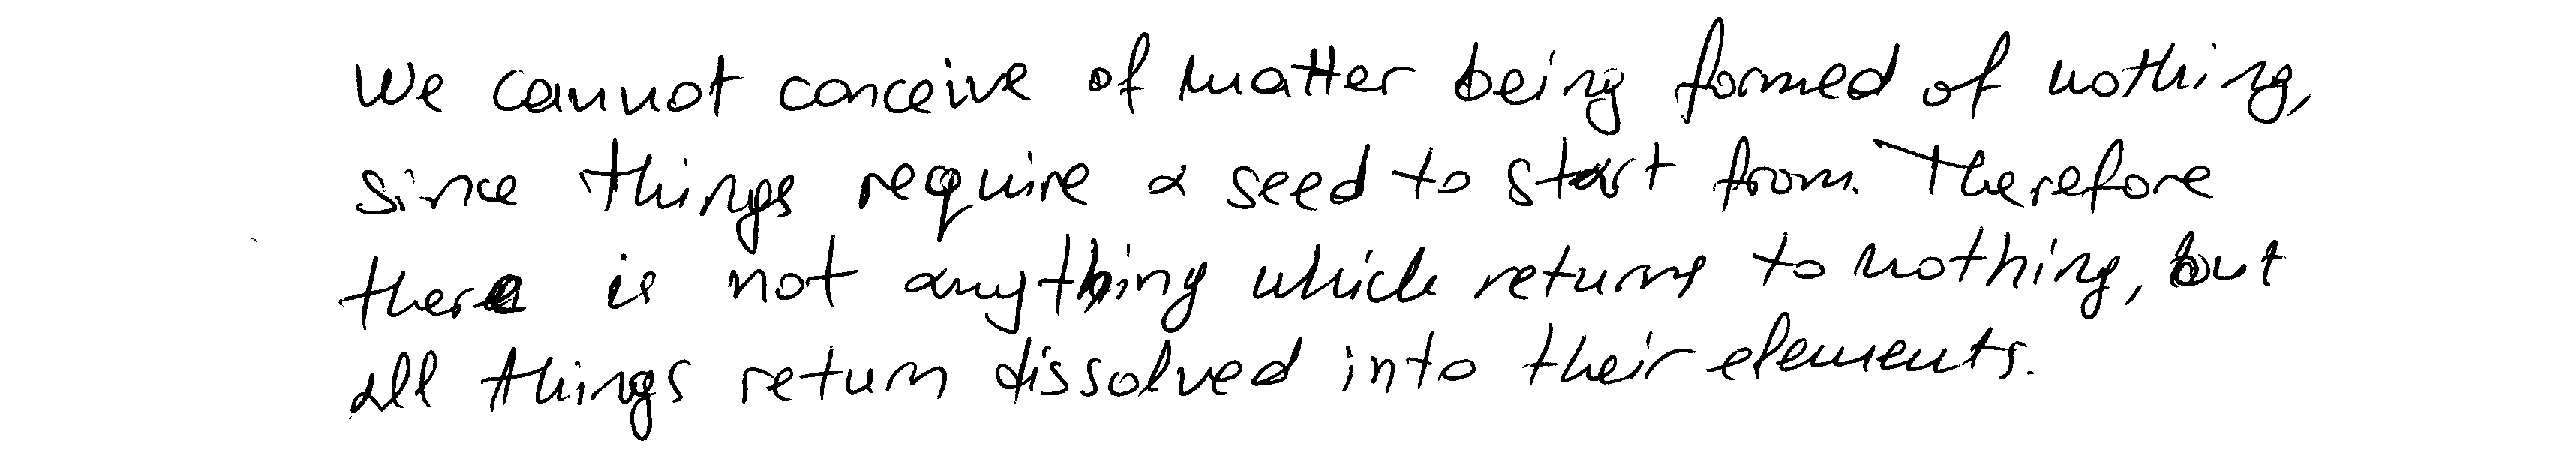 We cannot conceive of matter being formed of nothing,
since things require a seed to start from. Therefore
there is not anything which returns to nothing, but
all things return dissolved into their elements.